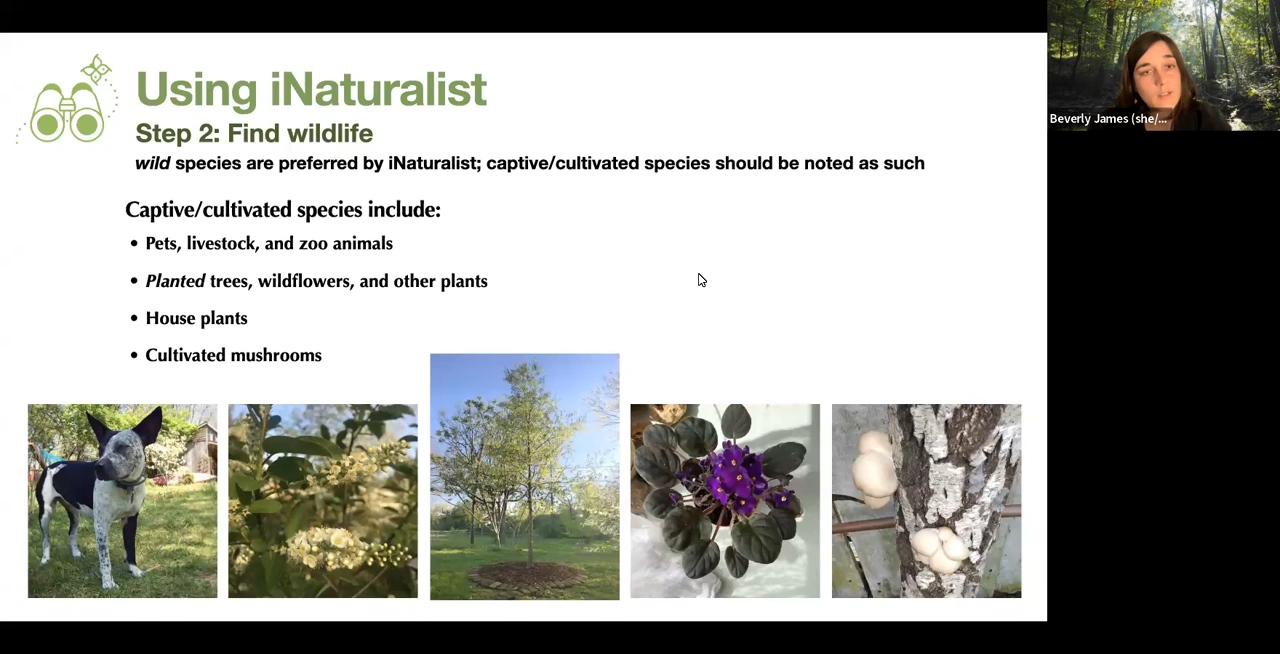 Using iNaturalist
Step 2: Find wildlife
wild species are preferred by iNaturalist; captive/cultivated species should be noted as such
Captive/cultivated species include:
• Pets, livestock, and zoo animals
• Planted trees, wildflowers, and other plants
• House plants
• Cultivated mushrooms
Beverly James (she/...